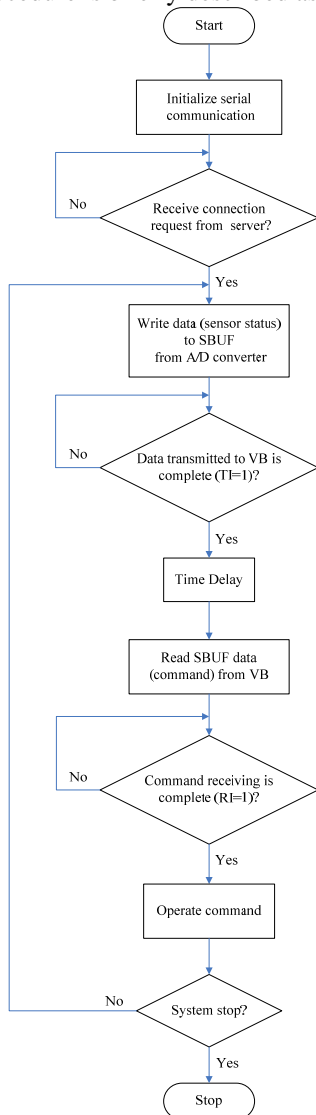 Start
Initialize serial
communication
No
Receive connection
request from server?
Yes
Write data (sensor status)
to SBUF
from A/D converter
No
Data transmitted to VB is
complete (TI=1)?
Yes
Time Delay
Read SBUF data
(command) from VB
No
Command receiving is
complete (RI=1)?
Yes
Operate command
No
System stop?
Yes
Stop